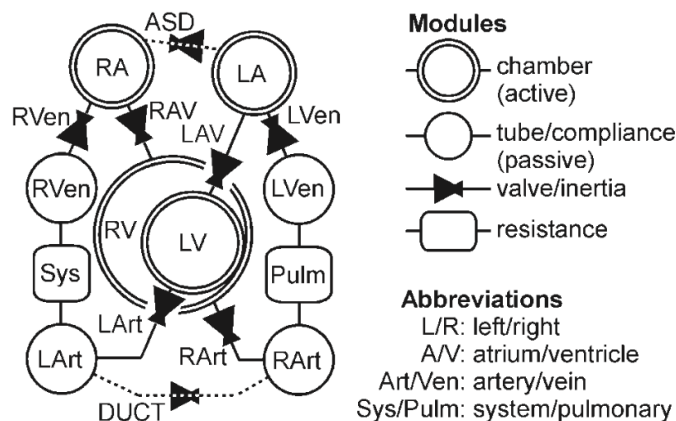 ASD
RA
LA
RVen
RAV
LAV
LVen
RVen
LVen
RV
LV
Sys
Pulm
LArt
RArt
LArt
RArt
DUCT
Modules
chamber
(active)
tube/compliance
(passive)
valve/inertia
resistance
Abbreviations
L/R: left/right
A/V: atrium/ventricle
Art/Ven: artery/vein
Sys/Pulm: system/pulmonary